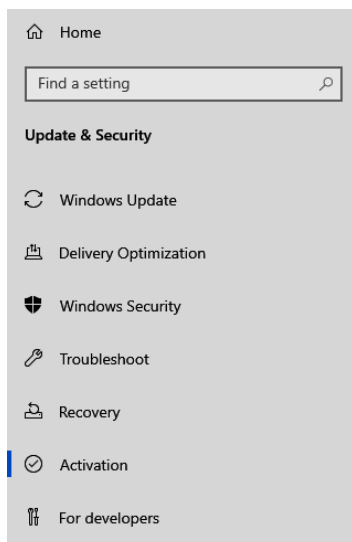 Home
Find a setting
Update & Security
Windows Update
Delivery Optimization
Windows Security
Troubleshoot
Recovery
Activation
For developers